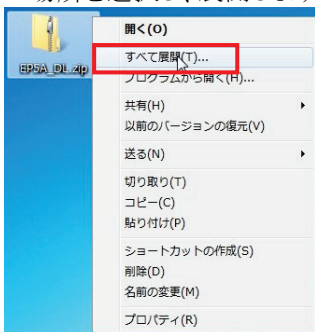 開く(O)
すべて展開(T)...
プログラムから開く(H)...
共有(H)
以前のバージョンの復元(V)
送る(N)
切り取り(T)
コピー(C)
貼り付け(P)
ショートカットの作成(S)
削除(D)
名前の変更(M)
プロパティ(R)
EP5A_DL.zip